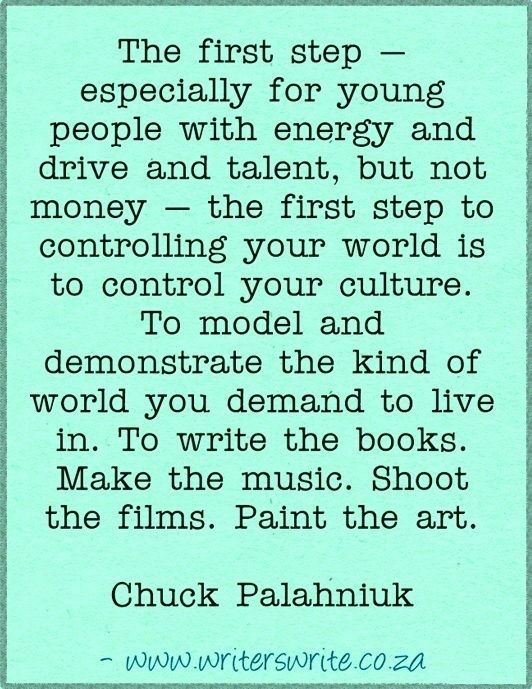 The first step —
especially for young
people with energy and
drive and talent, but not
money — the first step to
controlling your world is
to control your culture.
To model and
demonstrate the kind of
world you demand to live
in. To write the books.
Make the music. Shoot
the films. Paint the art.
Chuck Palahniuk
- www.writerswrite.co.za